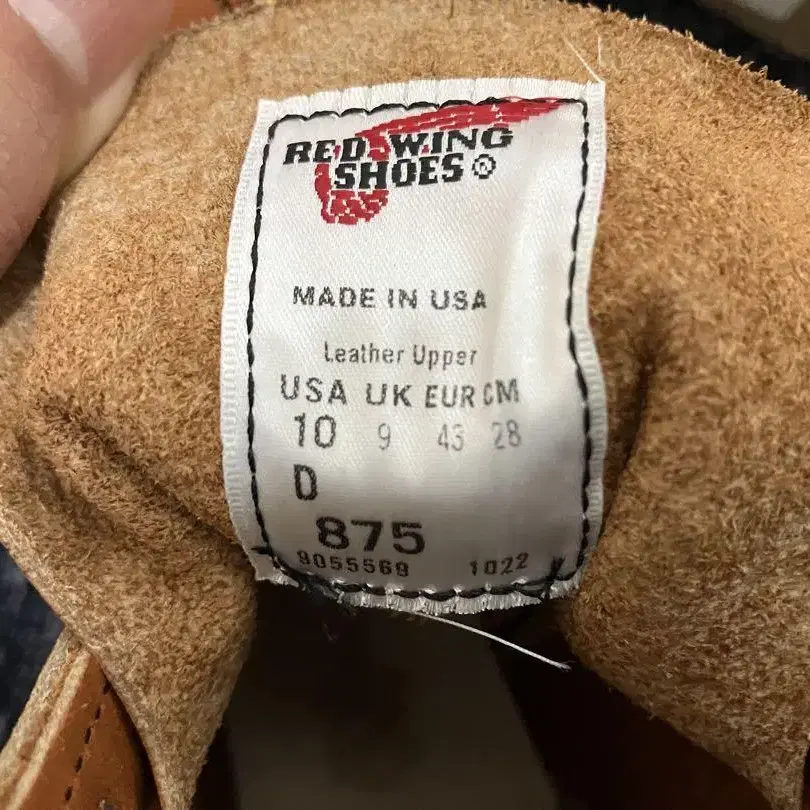 RED WING
SHOES®
MADE IN USA
Leather Upper
USA UK EUR CM
10 9 43 28
D
875
9055569 1022